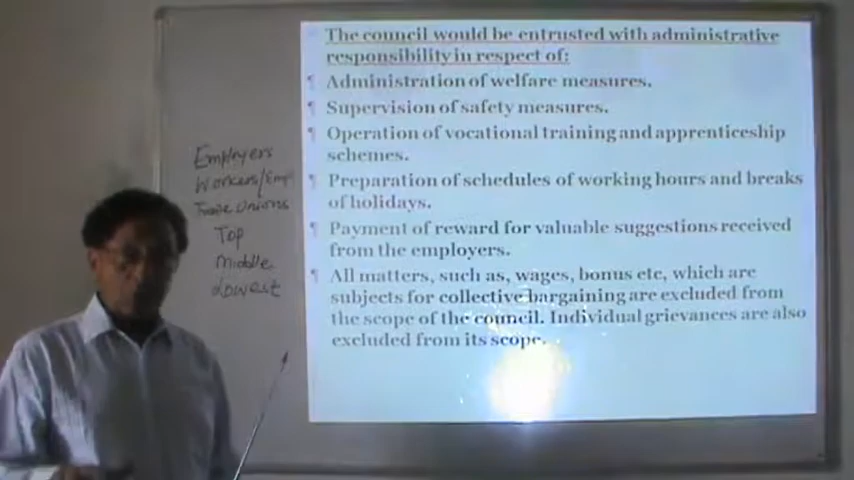 The council would be entrusted with administrative
responsibility in respect of:
¶ Administration of welfare measures.
¶ Supervision of safety measures.
¶ Operation of vocational training and apprenticeship
schemes.
¶ Preparation of schedules of working hours and breaks
of holidays.
¶ Payment of reward for valuable suggestions received
from the employers.
¶ All matters, such as, wages, bonus etc, which are
subjects for collective bargaining are excluded from
the scope of the council. Individual grievances are also
excluded from its scope.
Employers
Workers/Emp
Trade Unions
Top
Middle
Lowest